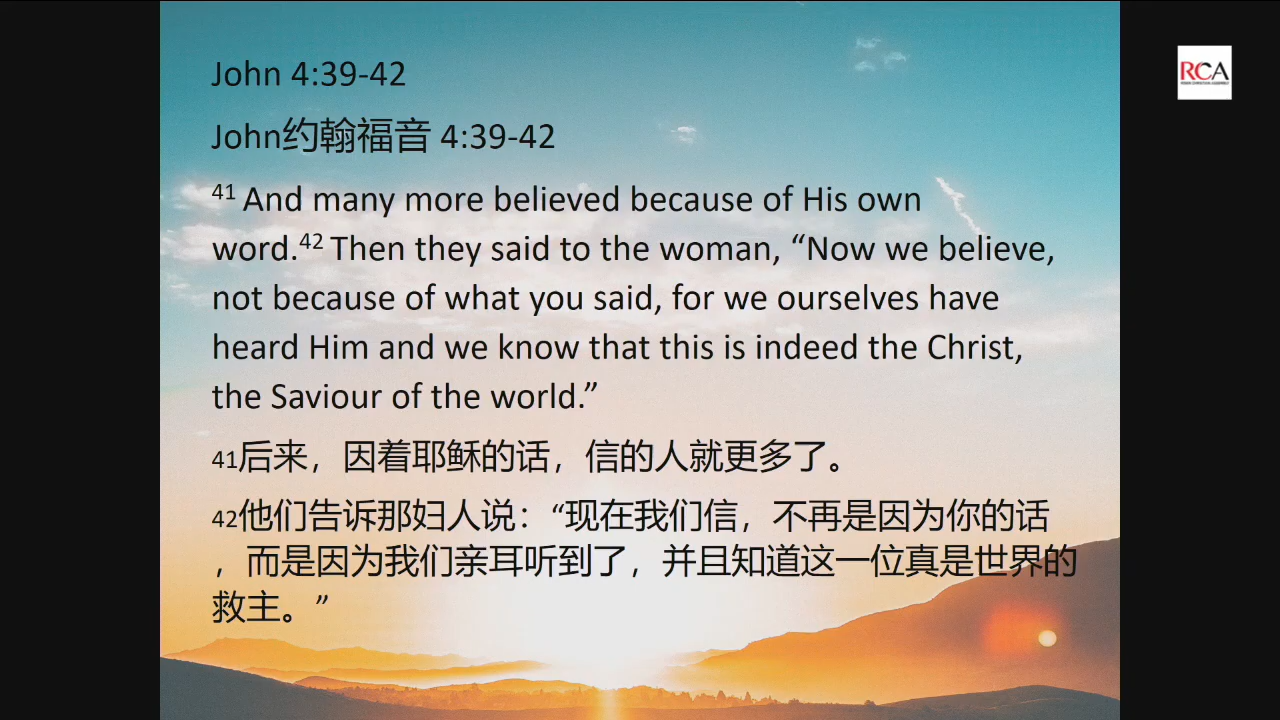 John 4:39-42
John约翰福音 4:39-42
41 And many more believed because of His own
word.42 Then they said to the woman, “Now we believe,
not because of what you said, for we ourselves have
heard Him and we know that this is indeed the Christ,
the Saviour of the world.”
41后来，因着耶稣的话，信的人就更多了。
42他们告诉那妇人说：“现在我们信，不再是因为你的话
，而是因为我们亲耳听到了，并且知道这一位真是世界的
救主。”
RCA